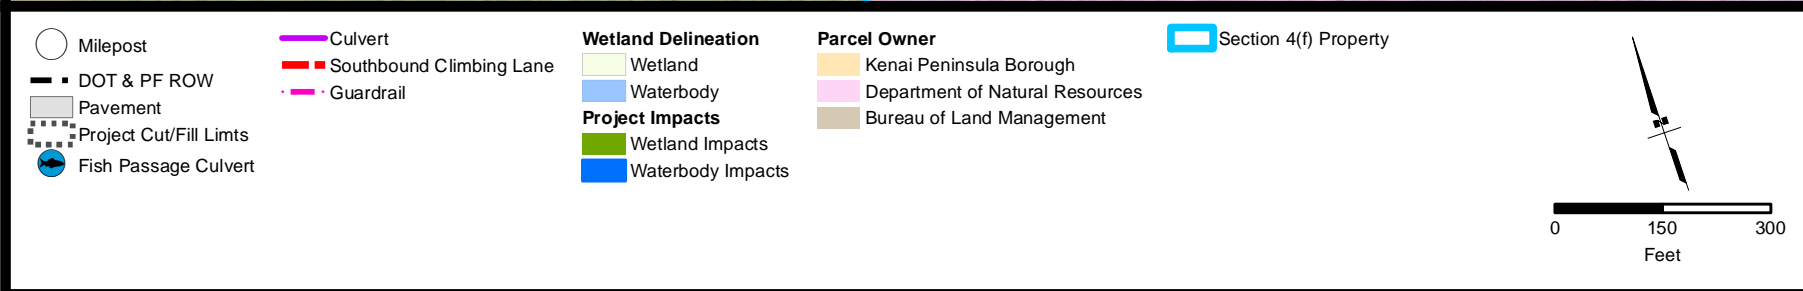 Milepost
DOT & PF ROW
Pavement
Project Cut/Fill Limts
Fish Passage Culvert
Culvert
Southbound Climbing Lane
Guardrail
Wetland Delineation
Wetland
Waterbody
Project Impacts
Wetland Impacts
Waterbody Impacts
Parcel Owner
Kenai Peninsula Borough
Department of Natural Resources
Bureau of Land Management
Section 4(f) Property
N
0 150 300
Feet